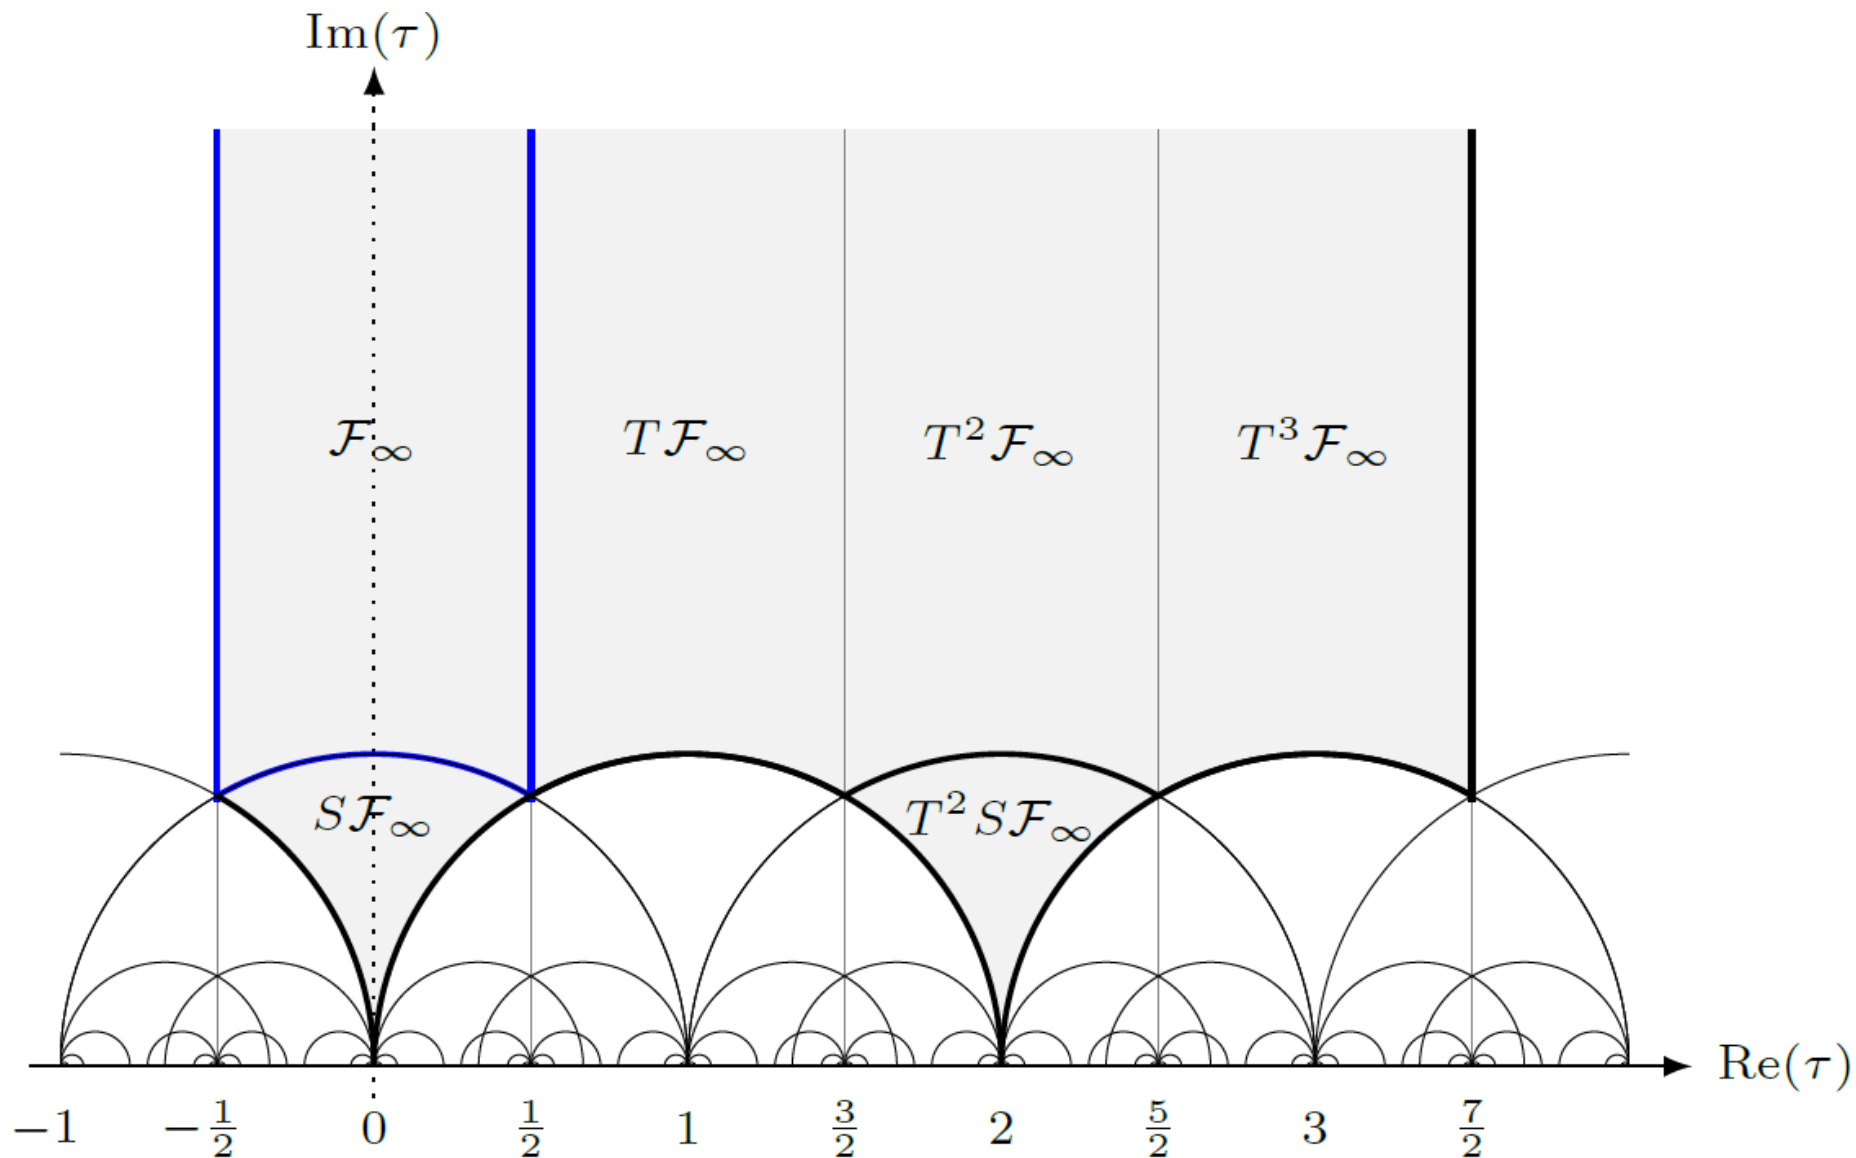 Im(τ)
𝓕∞ T𝓕∞ T²𝓕∞ T³𝓕∞
S𝓕∞ T²S𝓕∞
Re(τ)
−1 −1/2 0 1/2 1 3/2 2 5/2 3 7/2